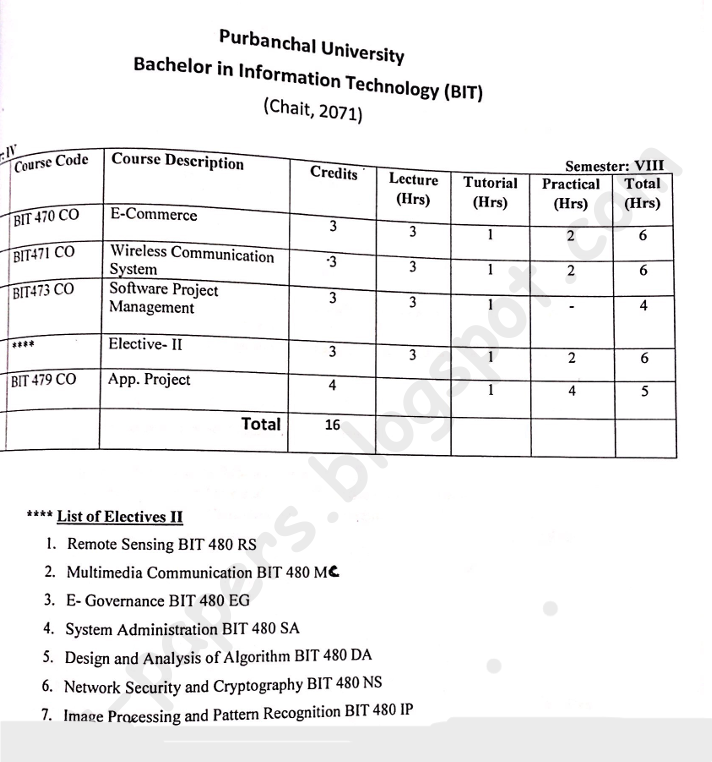 Purbanchal University
Bachelor in Information Technology (BIT)
(Chait, 2071)
r: IV
Semester: VIII
Course Code Course Description Credits Lecture (Hrs) Tutorial (Hrs) Practical (Hrs) Total (Hrs)
BIT 470 CO E-Commerce 3 3 1 2 6
BIT471 CO Wireless Communication System 3 3 1 2 6
BIT473 CO Software Project Management 3 3 1 - 4
**** Elective- II 3 3 1 2 6
BIT 479 CO App. Project 4 1 4 5
Total 16
**** List of Electives II
1. Remote Sensing BIT 480 RS
2. Multimedia Communication BIT 480 MC
3. E- Governance BIT 480 EG
4. System Administration BIT 480 SA
5. Design and Analysis of Algorithm BIT 480 DA
6. Network Security and Cryptography BIT 480 NS
7. Image Processing and Pattern Recognition BIT 480 IP
-papers.blogspot.com